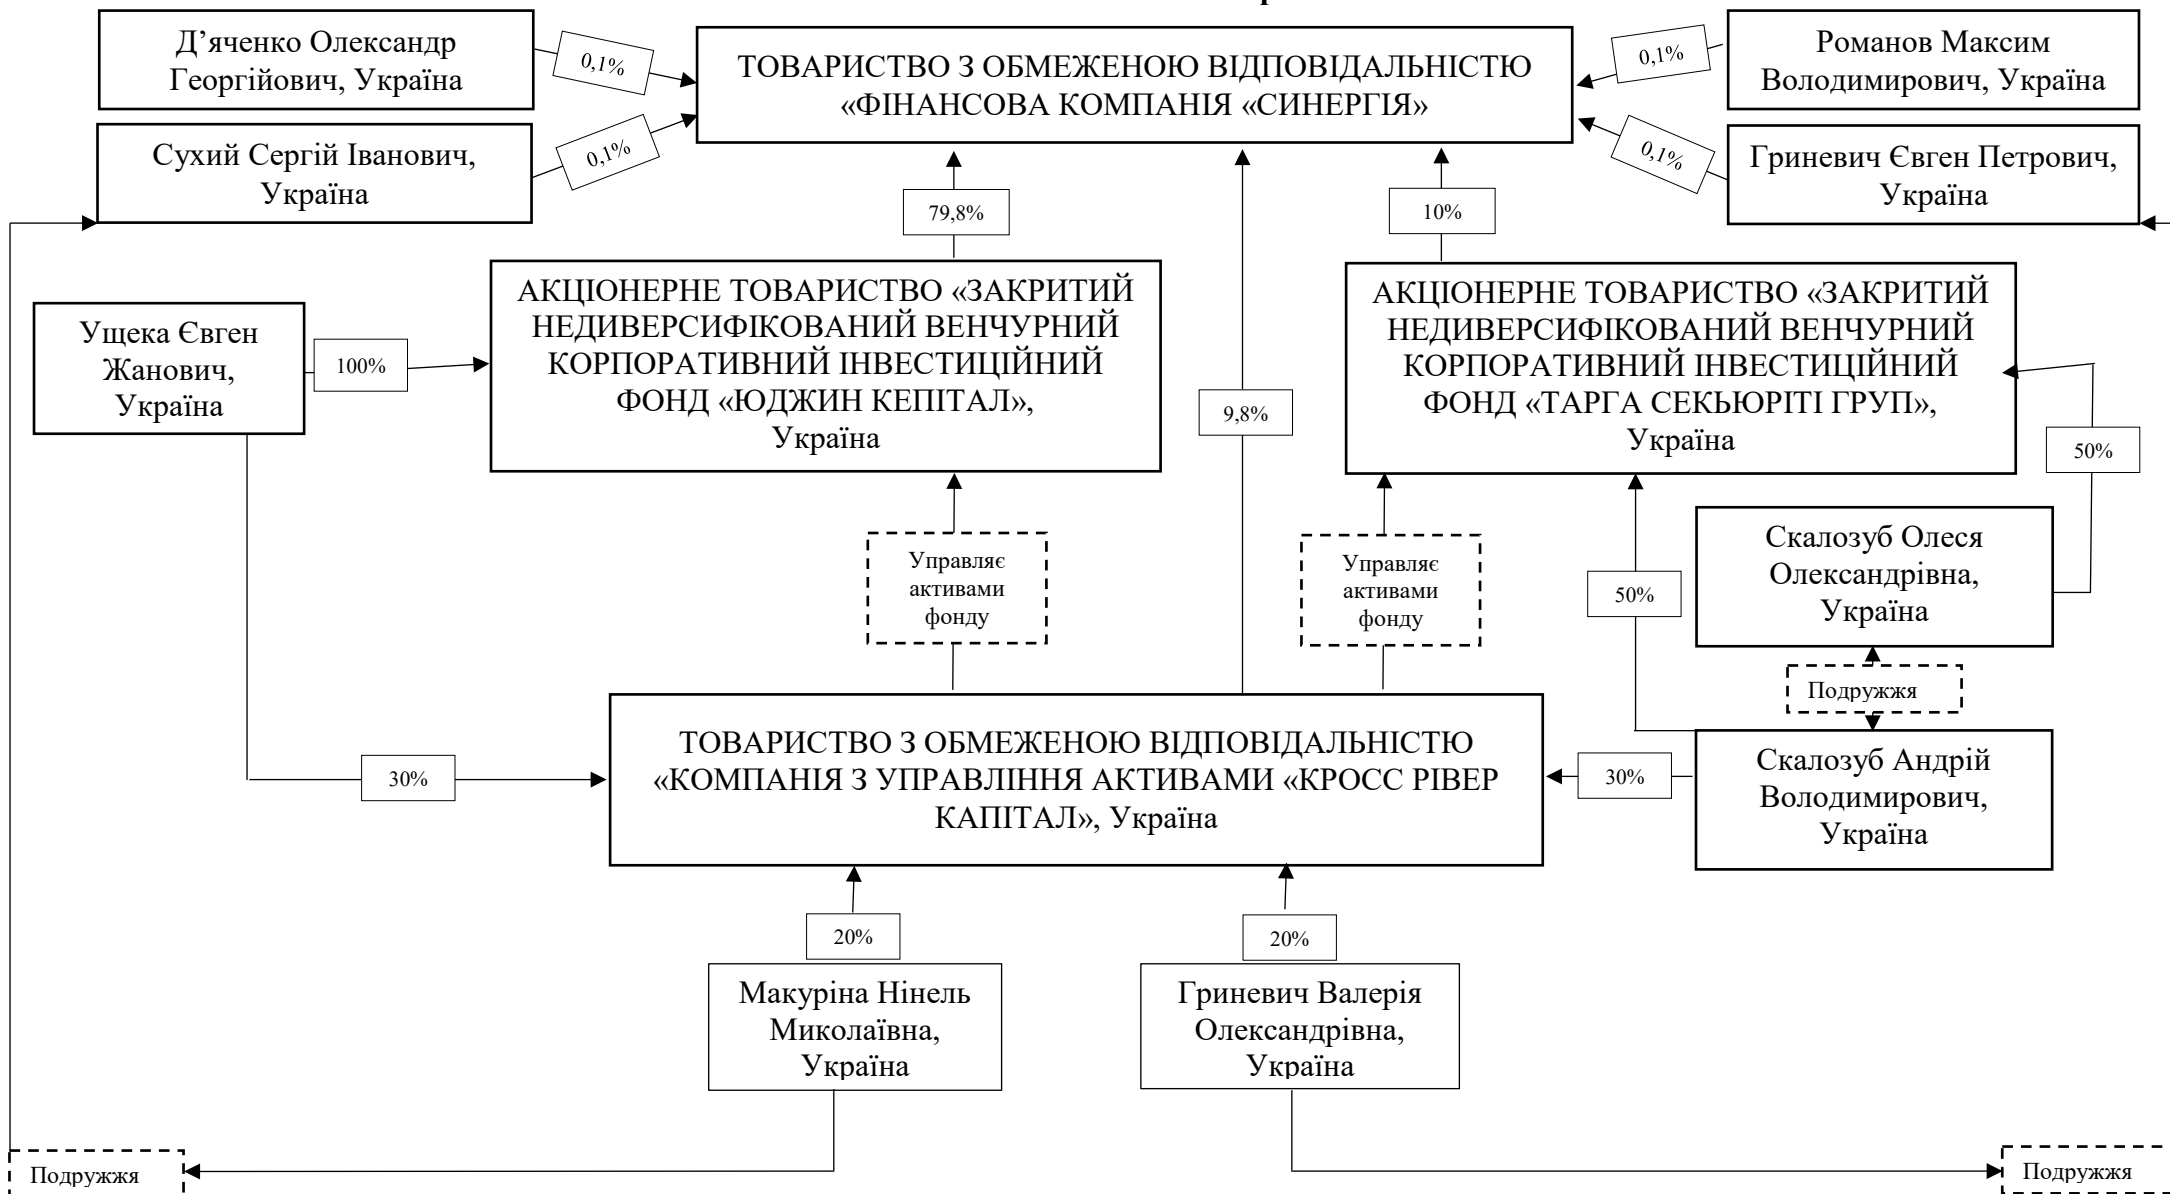 Д’яченко Олександр
Георгійович, Україна
0,1%
ТОВАРИСТВО З ОБМЕЖЕНОЮ ВІДПОВІДАЛЬНІСТЮ
«ФІНАНСОВА КОМПАНІЯ «СИНЕРГІЯ»
0,1%
Романов Максим
Володимирович, Україна
Сухий Сергій Іванович,
Україна
0,1%
0,1%
Гриневич Євген Петрович,
Україна
79,8%
10%
Ущека Євген
Жанович,
Україна
100%
АКЦІОНЕРНЕ ТОВАРИСТВО «ЗАКРИТИЙ
НЕДИВЕРСИФІКОВАНИЙ ВЕНЧУРНИЙ
КОРПОРАТИВНИЙ ІНВЕСТИЦІЙНИЙ
ФОНД «ЮДЖИН КЕПІТАЛ»,
Україна
9,8%
АКЦІОНЕРНЕ ТОВАРИСТВО «ЗАКРИТИЙ
НЕДИВЕРСИФІКОВАНИЙ ВЕНЧУРНИЙ
КОРПОРАТИВНИЙ ІНВЕСТИЦІЙНИЙ
ФОНД «ТАРГА СЕКЬЮРІТІ ГРУП»,
Україна
50%
Управляє
активами
фонду
Управляє
активами
фонду
50%
Скалозуб Олеся
Олександрівна,
Україна
Подружжя
30%
ТОВАРИСТВО З ОБМЕЖЕНОЮ ВІДПОВІДАЛЬНІСТЮ
«КОМПАНІЯ З УПРАВЛІННЯ АКТИВАМИ «КРОСС РІВЕР
КАПІТАЛ», Україна
30%
Скалозуб Андрій
Володимирович,
Україна
20%
20%
Макуріна Нінель
Миколаївна,
Україна
Гриневич Валерія
Олександрівна,
Україна
Подружжя
Подружжя